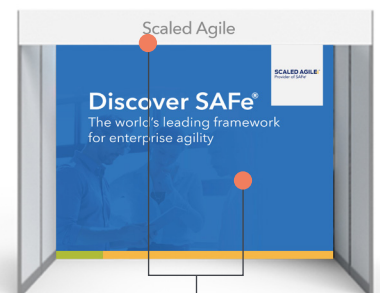 Scaled Agile
SCALED AGILE
Provider of SAFe
Discover SAFe®
The world's leading framework
for enterprise agility